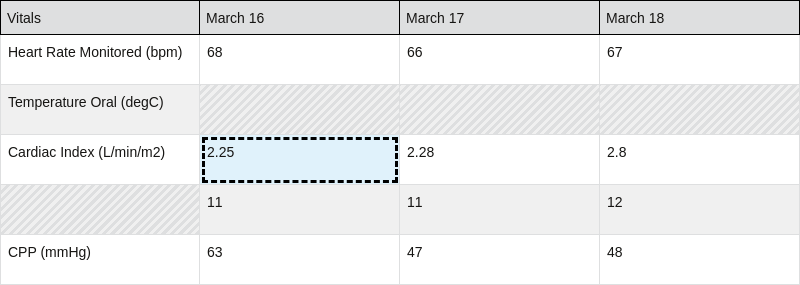 Vitals March 16 March 17 March 18
Heart Rate Monitored (bpm) 68 66 67
Temperature Oral (degC)
Cardiac Index (L/min/m2) 2.25 2.28 2.8
11 11 12
CPP (mmHg) 63 47 48